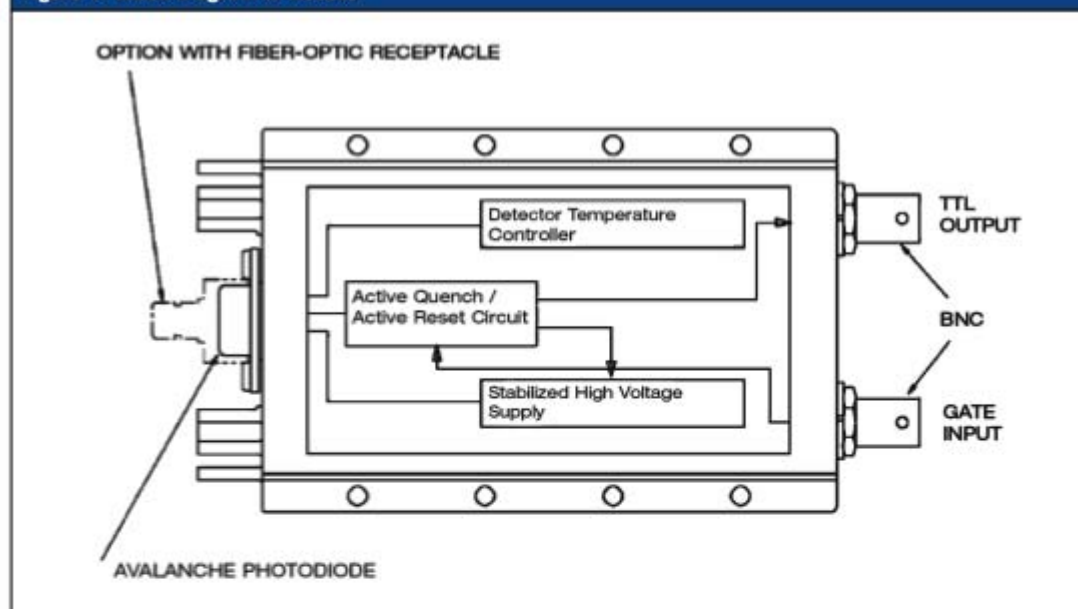 OPTION WITH FIBER-OPTIC RECEPTACLE
Detector Temperature
Controller
TTL
OUTPUT
Active Quench /
Active Reset Circuit
BNC
Stabilized High Voltage
Supply
GATE
INPUT
AVALANCHE PHOTODIODE